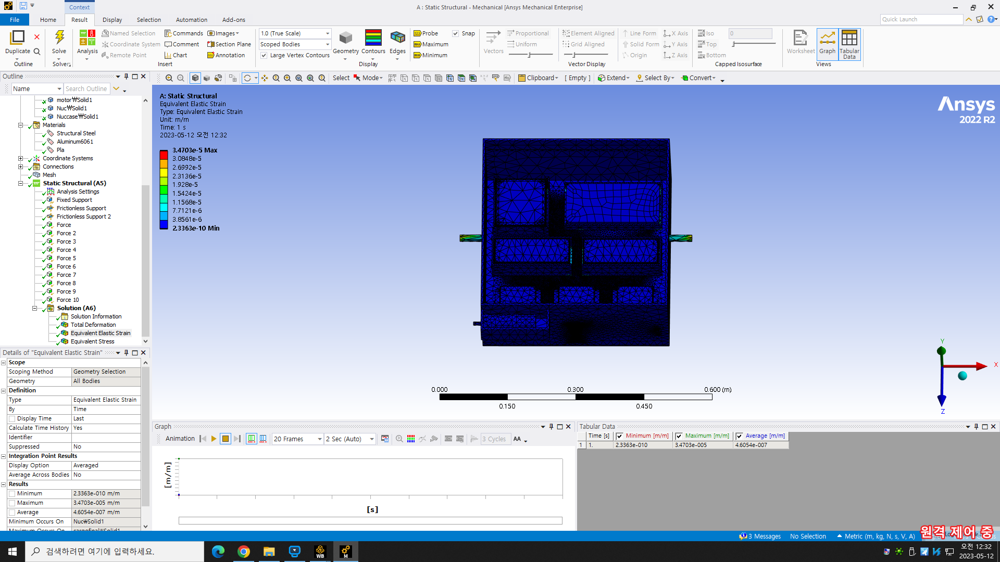 Context
A : Static Structural - Mechanical [Ansys Mechanical Enterprise]
File Home Result Display Selection Automation Add-ons
Quick Launch
Duplicate
Outline
Solve
Solver
Analysis
Named Selection
Coordinate System
Remote Point
Commands
Comment
Chart
Images
Section Plane
Annotation
Insert
1.0 (True Scale)
Scoped Bodies
Large Vertex Contours
Geometry
Contours
Edges
Display
Probe
Maximum
Minimum
Snap
Vectors
Proportional
Uniform
Element Aligned
Grid Aligned
Line Form
Solid Form
Origin
X Axis
Y Axis
Z Axis
Vector Display
Iso
Top
Bottom
0
Capped Isosurface
Worksheet
Graph
Tabular Data
Views
Outline
Name
Search Outline
Select
Mode
Clipboard
[ Empty ]
Extend
Select By
Convert
motor₩Solid1
Nuc₩Solid1
Nuccase₩Solid1
Materials
Structural Steel
Aluminum6061
Pla
Coordinate Systems
Connections
Mesh
Static Structural (A5)
Analysis Settings
Fixed Support
Frictionless Support
Frictionless Support 2
Force
Force 2
Force 3
Force 4
Force 5
Force 6
Force 7
Force 8
Force 9
Force 10
Solution (A6)
Solution Information
Total Deformation
Equivalent Elastic Strain
Equivalent Stress
A: Static Structural
Equivalent Elastic Strain
Type: Equivalent Elastic Strain
Unit: m/m
Time: 1 s
2023-05-12 오전 12:32
3.4703e-5 Max
3.0848e-5
2.6992e-5
2.3136e-5
1.928e-5
1.5424e-5
1.1568e-5
7.7121e-6
3.8561e-6
2.3363e-10 Min
Ansys
2022 R2
0.000 0.300 0.600 (m)
0.150 0.450
Y
X
Z
Details of "Equivalent Elastic Strain"
Scope
Scoping Method Geometry Selection
Geometry All Bodies
Definition
Type Equivalent Elastic Strain
By Time
Display Time Last
Calculate Time History Yes
Identifier
Suppressed No
Integration Point Results
Display Option Averaged
Average Across Bodies No
Results
Minimum 2.3363e-010 m/m
Maximum 3.4703e-005 m/m
Average 4.6054e-007 m/m
Minimum Occurs On Nuc₩Solid1
Maximum Occurs On cargofinal₩Solid1
Graph
Animation
20 Frames
2 Sec (Auto)
3 Cycles
AA
[m/m]
[s]
Tabular Data
Time [s] Minimum [m/m] Maximum [m/m] Average [m/m]
1 1. 2.3363e-010 3.4703e-005 4.6054e-007
3 Messages
No Selection
Metric (m, kg, N, s, V, A)
원격 제어 중
검색하려면 여기에 입력하세요.
WB
M
오전 12:32
2023-05-12